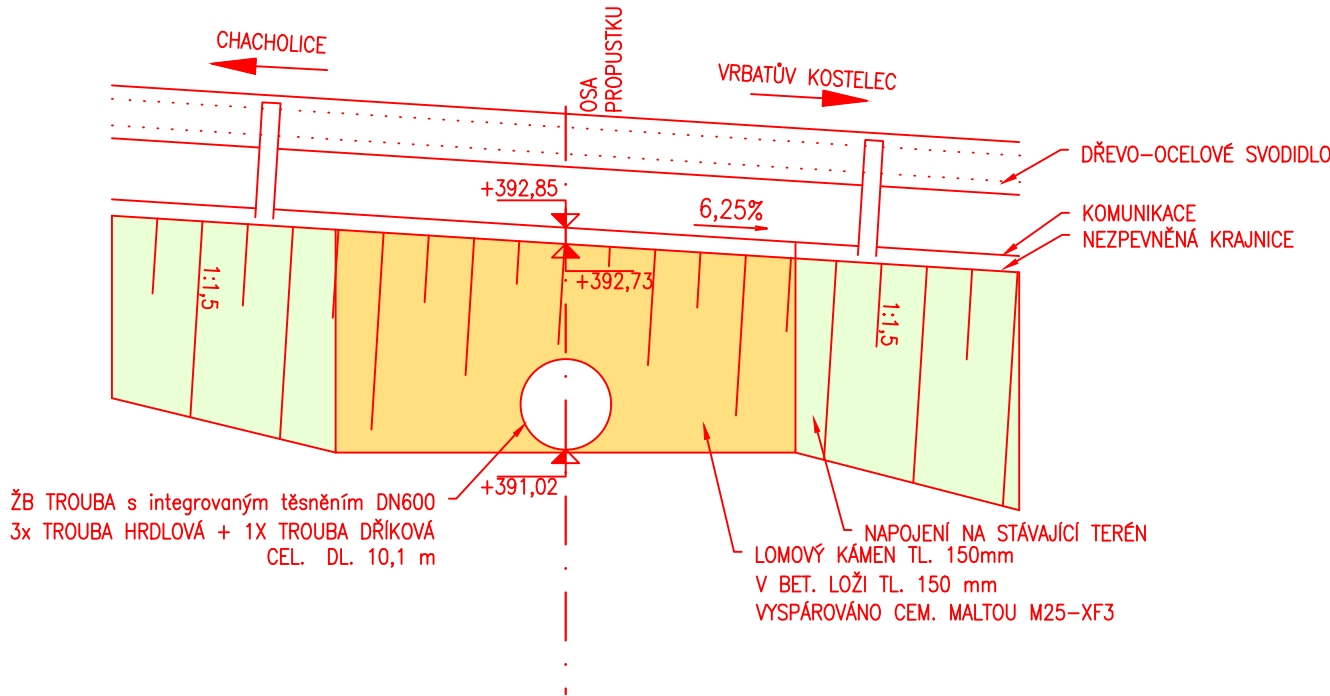 CHACHOLICE
OSA
PROPUSTKU
VRBATŮV KOSTELEC
DŘEVO-OCELOVÉ SVODIDLO
+392,85
6,25%
KOMUNIKACE
NEZPEVNĚNÁ KRAJNICE
+392,73
1:1,5
1:1,5
+391,02
ŽB TROUBA s integrovaným těsněním DN600
3x TROUBA HRDLOVÁ + 1X TROUBA DŘÍKOVÁ
CEL. DL. 10,1 m
NAPOJENÍ NA STÁVAJÍCÍ TERÉN
LOMOVÝ KÁMEN TL. 150mm
V BET. LOŽI TL. 150 mm
VYSPÁROVÁNO CEM. MALTOU M25-XF3